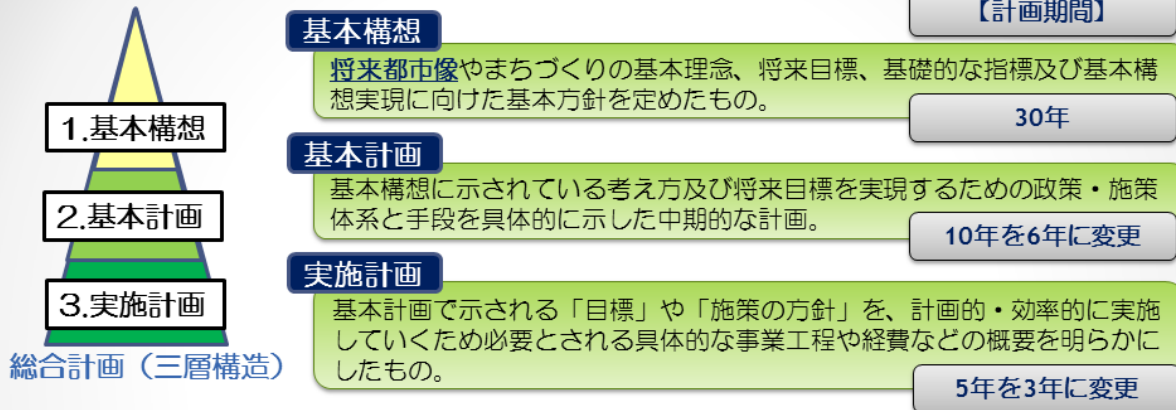 【計画期間】
基本構想
将来都市像やまちづくりの基本理念、将来目標、基礎的な指標及び基本構
想実現に向けた基本方針を定めたもの。
30年
1.基本構想
基本計画
基本構想に示されている考え方及び将来目標を実現するための政策・施策
体系と手段を具体的に示した中期的な計画。
10年を6年に変更
2.基本計画
実施計画
基本計画で示される「目標」や「施策の方針」を、計画的・効率的に実施
していくため必要とされる具体的な事業工程や経費などの概要を明らかに
したもの。
5年を3年に変更
3.実施計画
総合計画（三層構造）